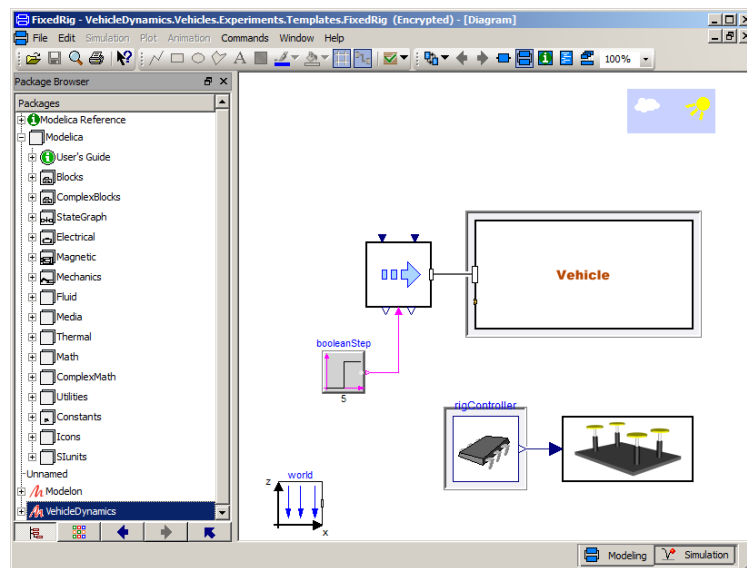 FixedRig - VehicleDynamics.Vehicles.Experiments.Templates.FixedRig (Encrypted) - [Diagram]
File Edit Simulation Plot Animation Commands Window Help
100%
Package Browser
Packages
Modelica Reference
Modelica
User's Guide
Blocks
ComplexBlocks
StateGraph
Electrical
Magnetic
Mechanics
Fluid
Media
Thermal
Math
ComplexMath
Utilities
Constants
Icons
SIunits
Unnamed
Modelon
VehicleDynamics
Vehicle
booleanStep
5
rigController
world
z
x
Modeling
Simulation